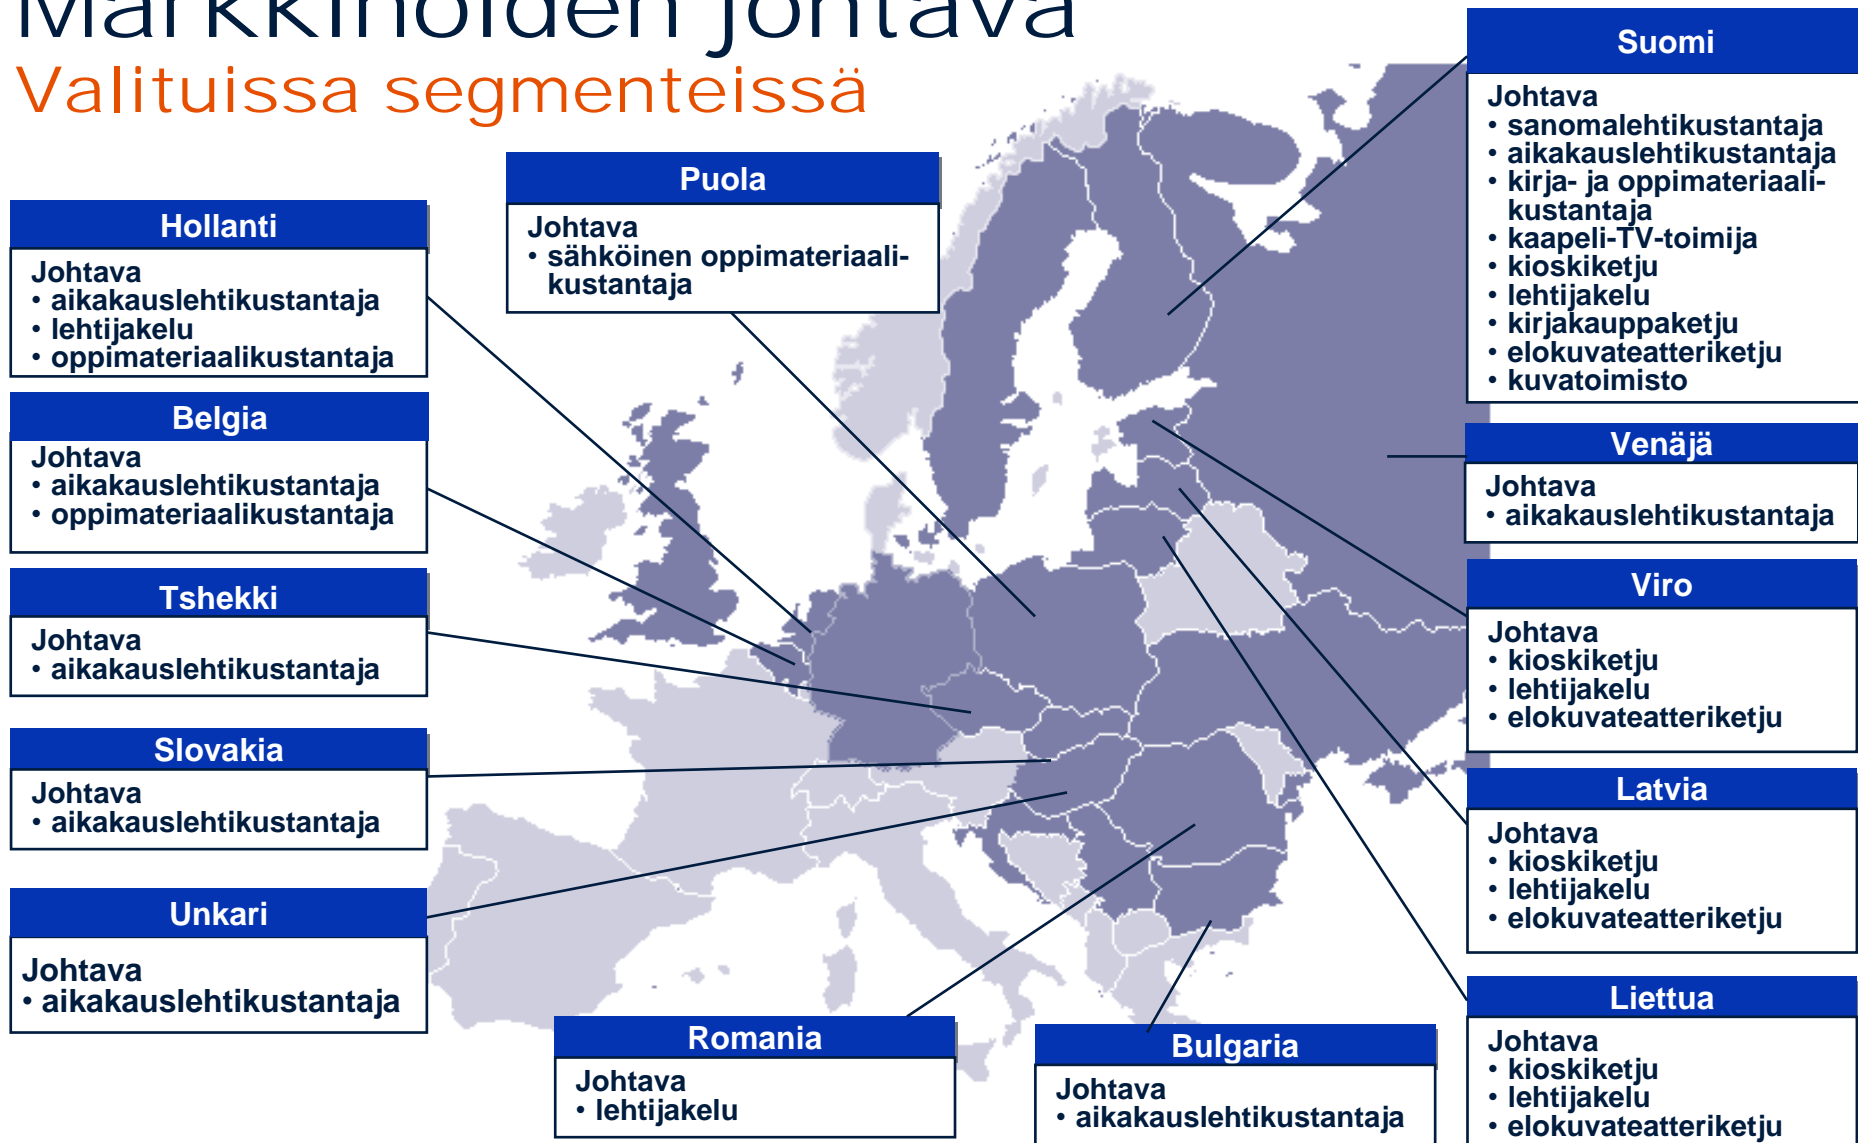 Markkinoiden johtava
Valituissa segmenteissä
Suomi
Johtava
• sanomalehtikustantaja
• aikakauslehtikustantaja
• kirja- ja oppimateriaali-
kustantaja
• kaapeli-TV-toimija
• kioskiketju
• lehtijakelu
• kirjakauppaketju
• elokuvateatteriketju
• kuvatoimisto
Puola
Johtava
• sähköinen oppimateriaali-
kustantaja
Hollanti
Johtava
• aikakauslehtikustantaja
• lehtijakelu
• oppimateriaalikustantaja
Belgia
Johtava
• aikakauslehtikustantaja
• oppimateriaalikustantaja
Venäjä
Johtava
• aikakauslehtikustantaja
Tshekki
Johtava
• aikakauslehtikustantaja
Viro
Johtava
• kioskiketju
• lehtijakelu
• elokuvateatteriketju
Slovakia
Johtava
• aikakauslehtikustantaja
Latvia
Johtava
• kioskiketju
• lehtijakelu
• elokuvateatteriketju
Unkari
Johtava
• aikakauslehtikustantaja
Romania
Johtava
• lehtijakelu
Bulgaria
Johtava
• aikakauslehtikustantaja
Liettua
Johtava
• kioskiketju
• lehtijakelu
• elokuvateatteriketju